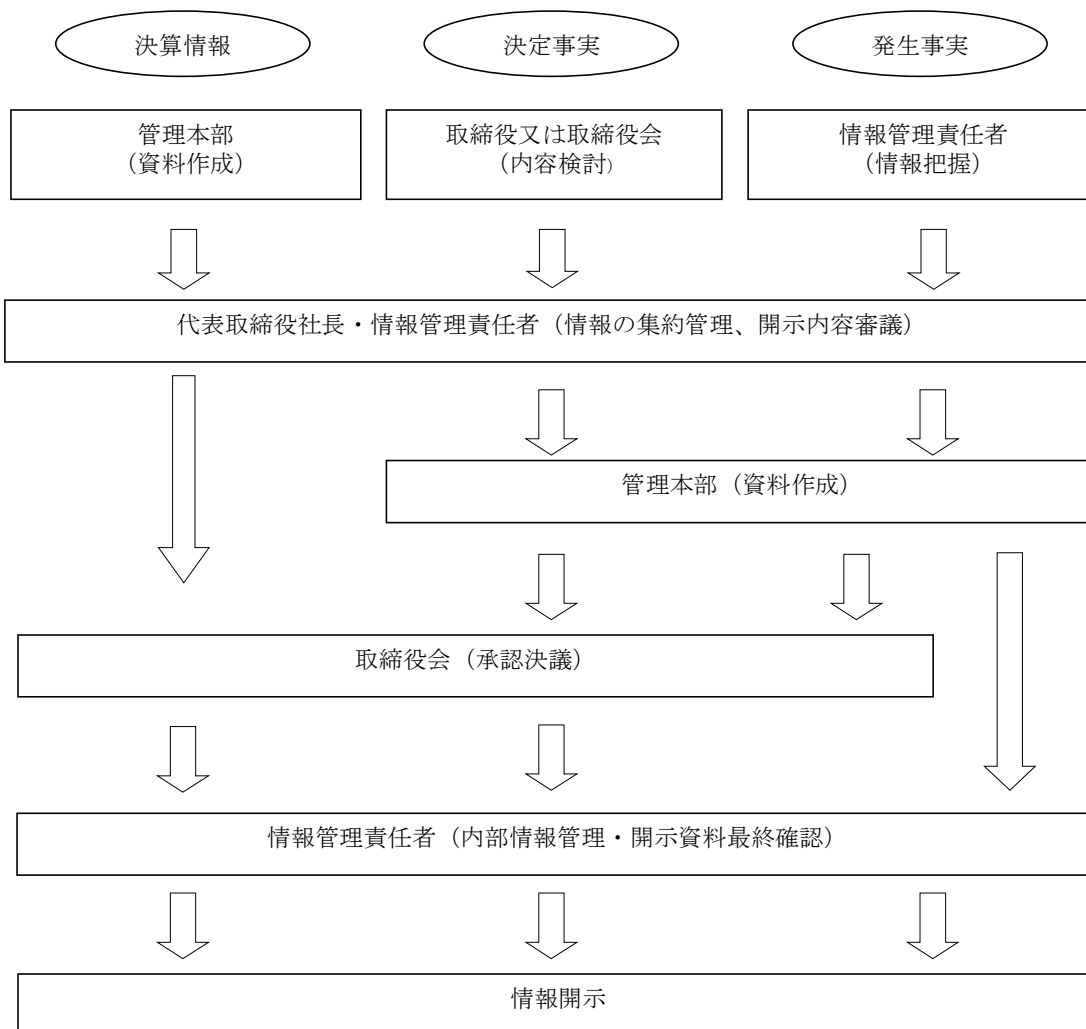 決算情報
決定事実
発生事実
管理本部
（資料作成）
取締役又は取締役会
（内容検討）
情報管理責任者
（情報把握）
代表取締役社長・情報管理責任者（情報の集約管理、開示内容審議）
管理本部（資料作成）
取締役会（承認決議）
情報管理責任者（内部情報管理・開示資料最終確認）
情報開示